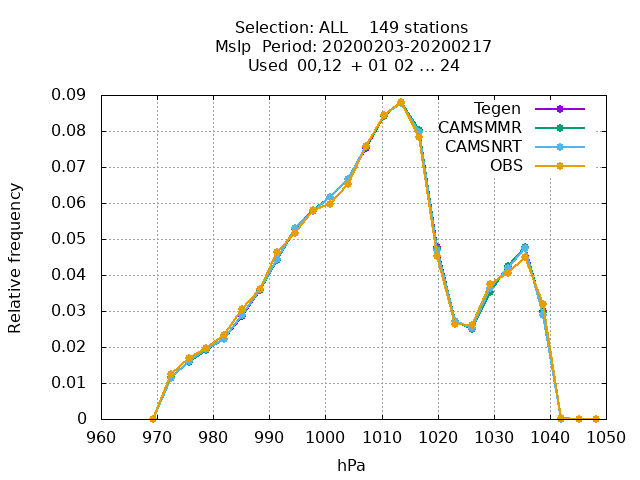 Selection: ALL    149 stations
Mslp  Period: 20200203-20200217
Used  00,12  + 01 02 ... 24
Tegen
CAMSMMR
CAMSNRT
OBS
Relative frequency
0.09
0.08
0.07
0.06
0.05
0.04
0.03
0.02
0.01
0
960 970 980 990 1000 1010 1020 1030 1040 1050
hPa